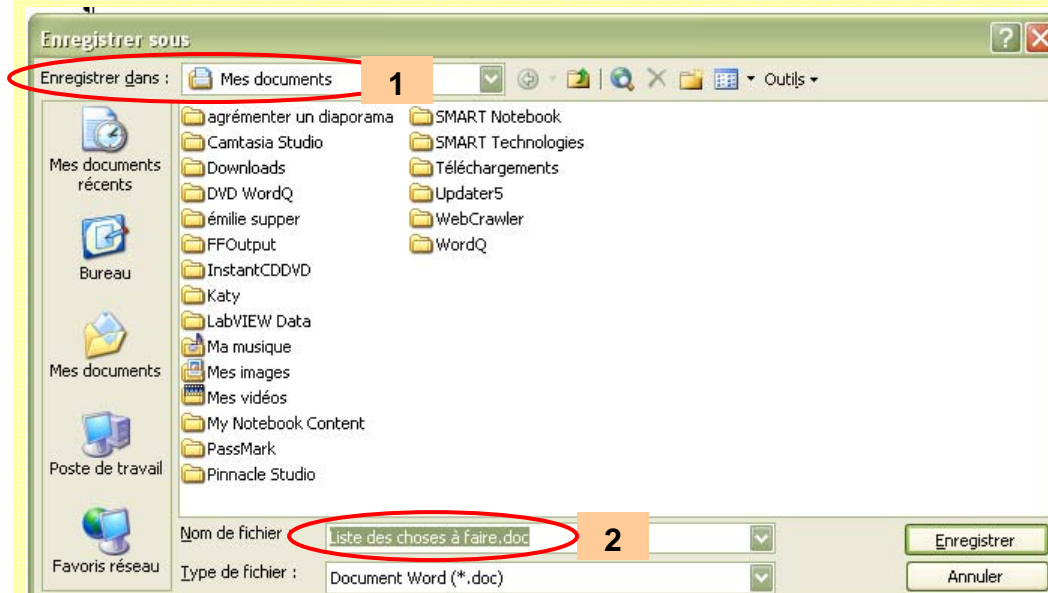 ¶
Enregistrer sous
Enregistrer dans : Mes documents 1 Outils
Mes documents récents
Bureau
Mes documents
Poste de travail
Favoris réseau
agrémenter un diaporama
Camtasia Studio
Downloads
DVD WordQ
émilie supper
FFOutput
InstantCDDVD
Katy
LabVIEW Data
Ma musique
Mes images
Mes vidéos
My Notebook Content
PassMark
Pinnacle Studio
SMART Notebook
SMART Technologies
Téléchargements
Updater5
WebCrawler
WordQ
Nom de fichier : Liste des choses à faire.doc 2 Enregistrer
Type de fichier : Document Word (*.doc) Annuler